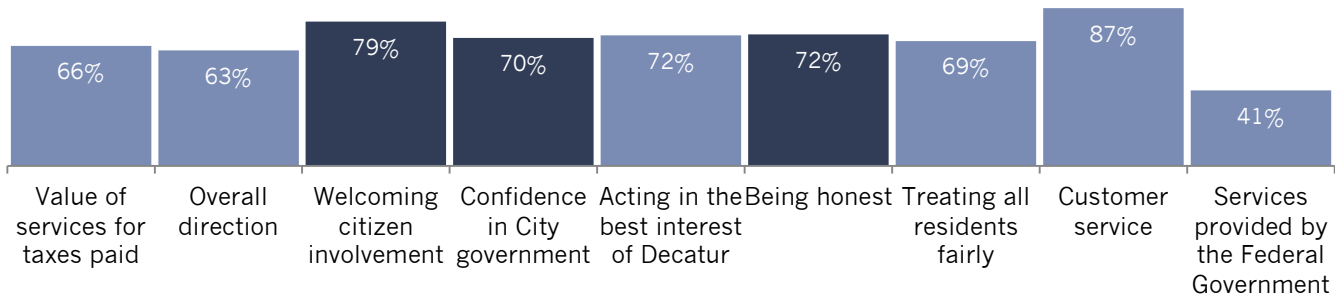 66%
63%
79%
70%
72%
72%
69%
87%
41%
Value of
services for
taxes paid
Overall
direction
Welcoming
citizen
involvement
Confidence
in City
government
Acting in the
best interest
of Decatur
Being honest
Treating all
residents
fairly
Customer
service
Services
provided by
the Federal
Government